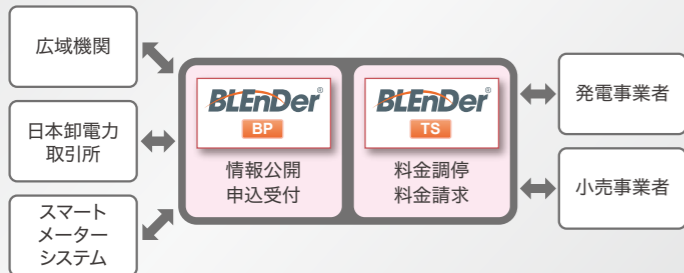 広域機関
日本卸電力
取引所
スマート
メーター
システム
BLEnDer®
BP
情報公開
申込受付
BLEnDer®
TS
料金調停
料金請求
発電事業者
小売事業者